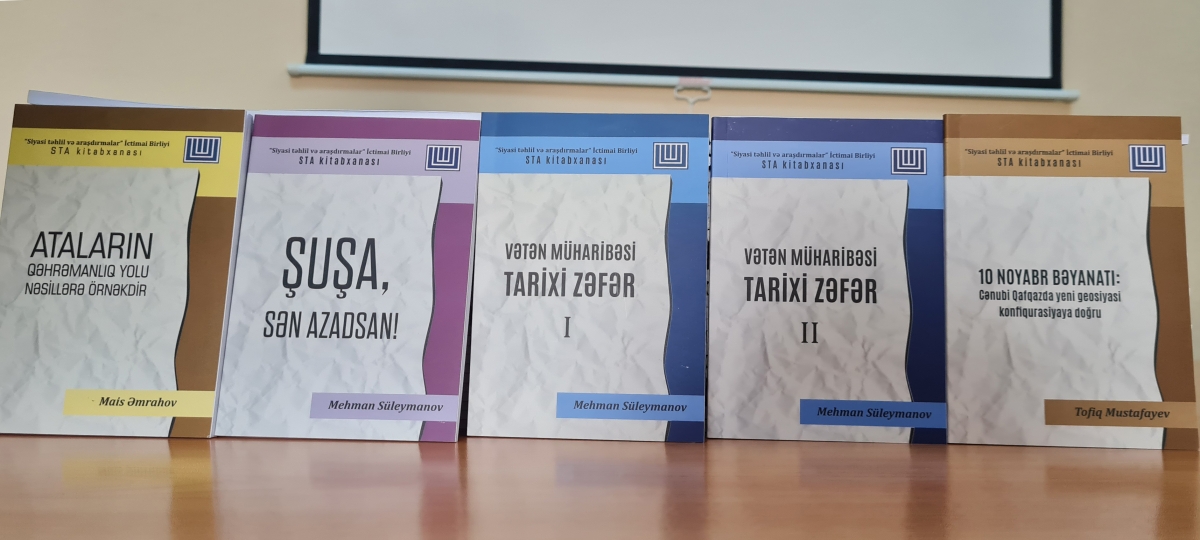 "Siyasi təhlil və araşdırmalar" İctimai Birliyi
STA kitabxanası
ATALARIN
QƏHRƏMANLIQ YOLU
NƏSİLLƏRƏ ÖRNƏKDİR
Mais Əmrahov
"Siyasi təhlil və araşdırmalar" İctimai Birliyi
STA kitabxanası
ŞUŞA,
SƏN AZADSAN!
Mehman Süleymanov
"Siyasi təhlil və araşdırmalar" İctimai Birliyi
STA kitabxanası
VƏTƏN MÜHARİBƏSİ
TARİXİ ZƏFƏR
I
Mehman Süleymanov
"Siyasi təhlil və araşdırmalar" İctimai Birliyi
STA kitabxanası
VƏTƏN MÜHARİBƏSİ
TARİXİ ZƏFƏR
II
Mehman Süleymanov
"Siyasi təhlil və araşdırmalar" İctimai Birliyi
STA kitabxanası
10 NOYABR BƏYANATI:
Cənubi Qafqazda yeni geosiyasi
konfiqurasiyaya doğru
Tofiq Mustafayev